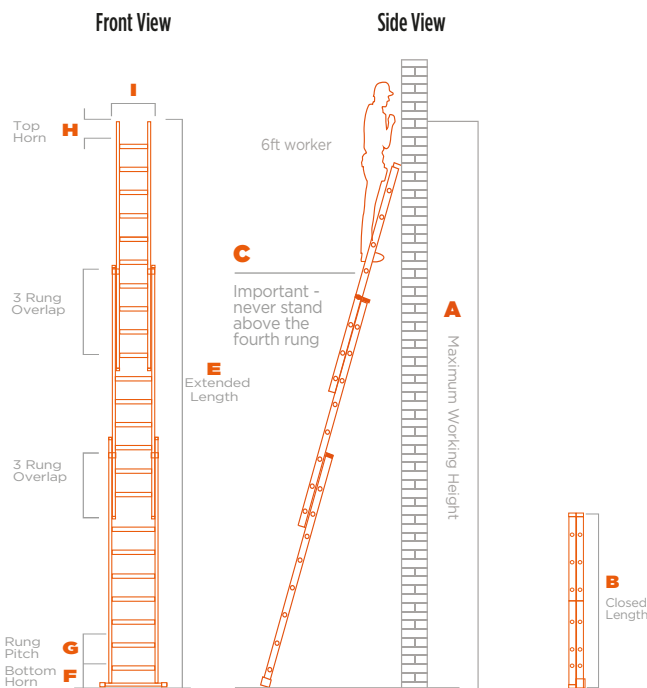 Front View
Side View
I
Top
Horn
H
6ft worker
C
3 Rung
Overlap
Important -
never stand
above the
fourth rung
A
Maximum Working Height
E
Extended
Length
3 Rung
Overlap
B
Closed
Length
Rung
Pitch
G
Bottom
Horn
F